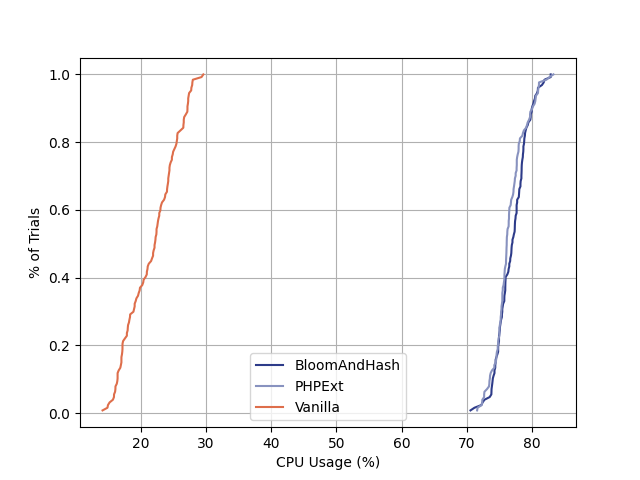 1.0
0.8
0.6
0.4
0.2
0.0
% of Trials
BloomAndHash
PHPExt
Vanilla
20 30 40 50 60 70 80
CPU Usage (%)